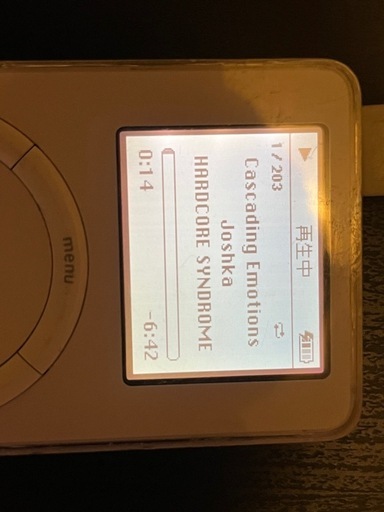 再生中
1/203
Cascading Emotions
Joshka
HARDCORE SYNDROME
0:14 -6:42
menu